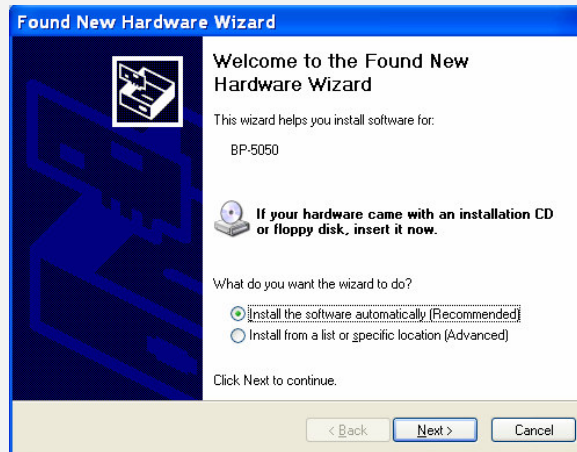 Found New Hardware Wizard
Welcome to the Found New
Hardware Wizard
This wizard helps you install software for:
BP-5050
If your hardware came with an installation CD
or floppy disk, insert it now.
What do you want the wizard to do?
Install the software automatically (Recommended)
Install from a list or specific location (Advanced)
Click Next to continue.
< Back Next > Cancel